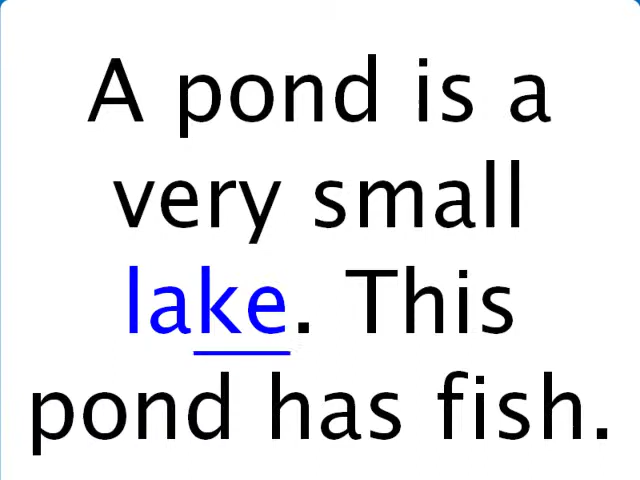 A pond is a
very small
lake. This
pond has fish.